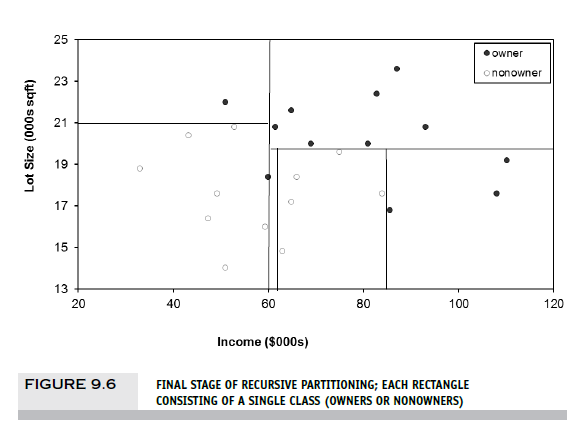 25
23
21
19
17
15
13
Lot Size (000s sqft)
owner
nonowner
20 40 60 80 100 120
Income ($000s)
FIGURE 9.6 FINAL STAGE OF RECURSIVE PARTITIONING; EACH RECTANGLE
CONSISTING OF A SINGLE CLASS (OWNERS OR NONOWNERS)